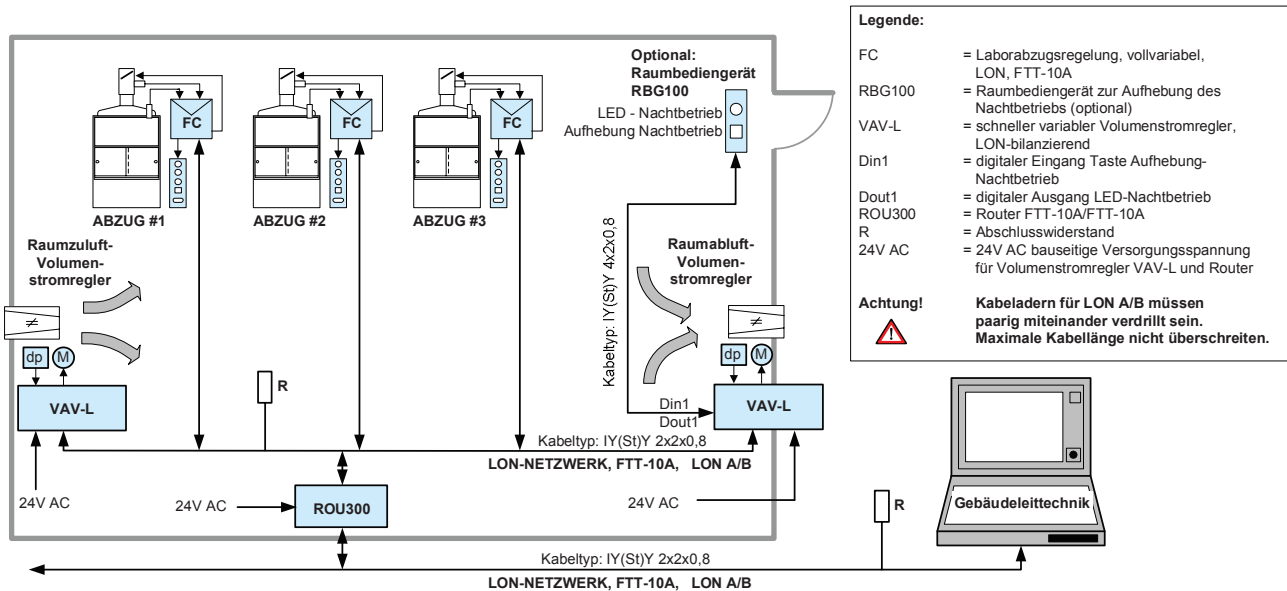 Optional:
Raumbediengerät
RBG100
LED - Nachtbetrieb
Aufhebung Nachtbetrieb
FC
FC
FC
ABZUG #1
ABZUG #2
ABZUG #3
Raumzuluft-
Volumen-
stromregler
Raumabluft-
Volumen-
stromregler
Kabeltyp: IY(St)Y 4x2x0,8
≠
≠
dp
M
dp
M
VAV-L
R
Din1
Dout1
VAV-L
Kabeltyp: IY(St)Y 2x2x0,8
LON-NETZWERK, FTT-10A, LON A/B
24V AC
24V AC
ROU300
24V AC
R
Gebäudeleittechnik
Kabeltyp: IY(St)Y 2x2x0,8
LON-NETZWERK, FTT-10A, LON A/B
Legende:
FC = Laborabzugsregelung, vollvariabel,
LON, FTT-10A
RBG100 = Raumbediengerät zur Aufhebung des
Nachtbetriebs (optional)
VAV-L = schneller variabler Volumenstromregler,
LON-bilanzierend
Din1 = digitaler Eingang Taste Aufhebung-
Nachtbetrieb
Dout1 = digitaler Ausgang LED-Nachtbetrieb
ROU300 = Router FTT-10A/FTT-10A
R = Abschlusswiderstand
24V AC = 24V AC bauseitige Versorgungsspannung
für Volumenstromregler VAV-L und Router
Achtung! Kabeladern für LON A/B müssen
paarig miteinander verdrillt sein.
Maximale Kabellänge nicht überschreiten.
!